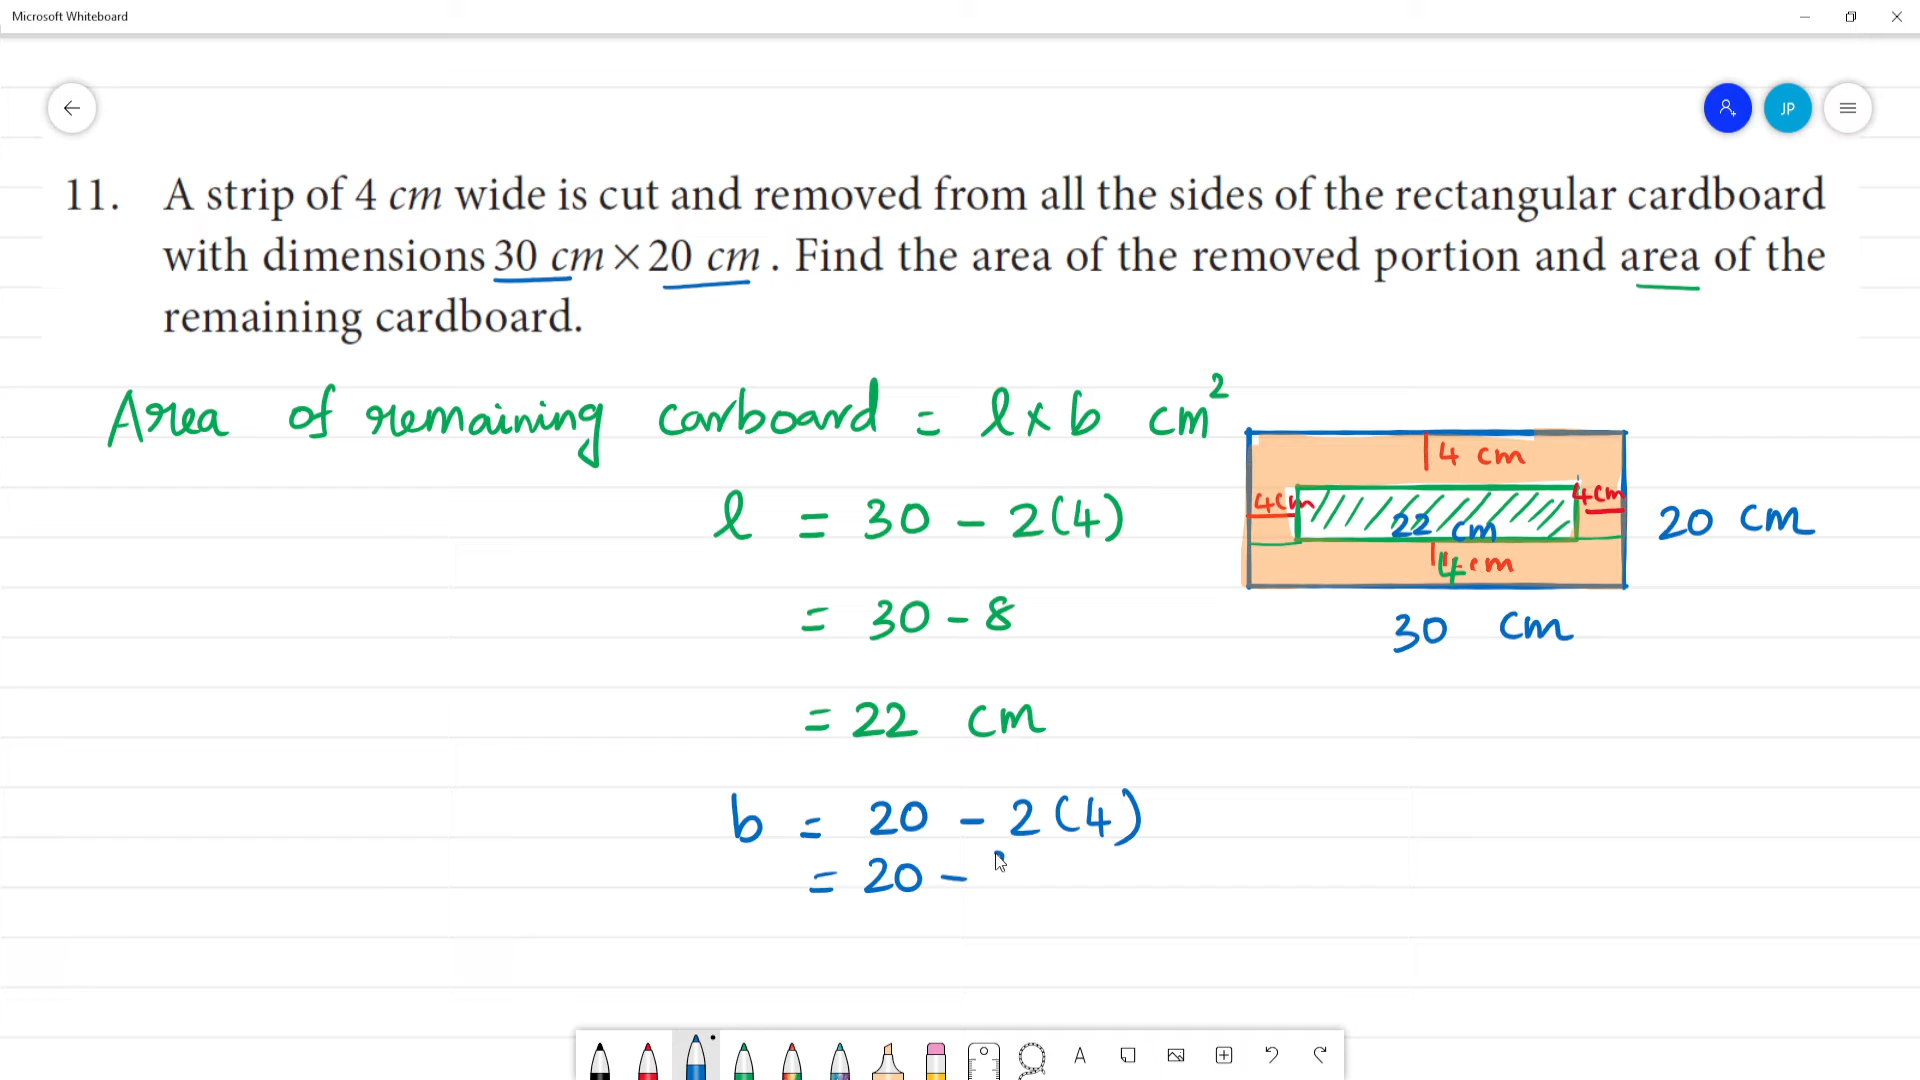 Microsoft Whiteboard
JP
11. A strip of 4 cm wide is cut and removed from all the sides of the rectangular cardboard
with dimensions 30 cm×20 cm. Find the area of the removed portion and area of the
remaining cardboard.
Area of remaining carboard = l × b cm²
4 cm
l = 30 - 2(4)
4cm
4cm
22 cm
20 cm
4cm
= 30 - 8
30 cm
= 22 cm
b = 20 - 2(4)
= 20 -
A